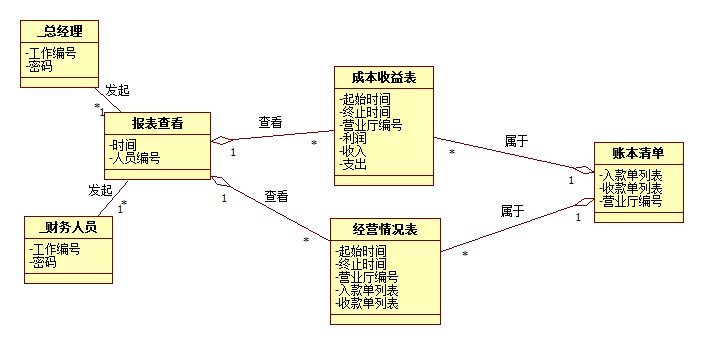 _总经理
-工作编号
-密码
发起
*
1
报表查看
-时间
-人员编号
发起
1
*
_财务人员
-工作编号
-密码
查看
1
*
查看
1
*
成本收益表
-起始时间
-终止时间
-营业厅编号
-利润
-收入
-支出
经营情况表
-起始时间
-终止时间
-营业厅编号
-入款单列表
-收款单列表
属于
*
1
属于
*
1
账本清单
-入款单列表
-收款单列表
-营业厅编号